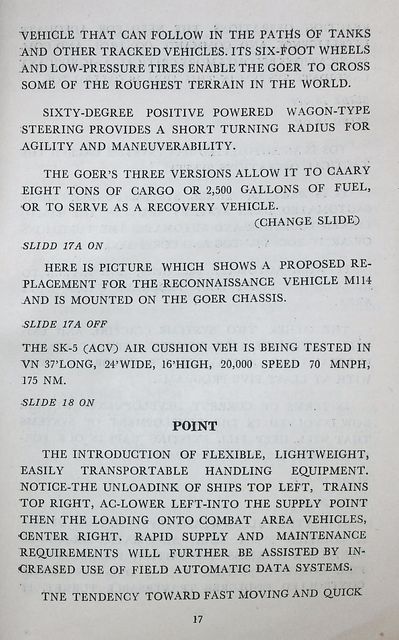 VEHICLE THAT CAN FOLLOW IN THE PATHS OF TANKS
AND OTHER TRACKED VEHICLES. ITS SIX-FOOT WHEELS
AND LOW-PRESSURE TIRES ENABLE THE GOER TO CROSS
SOME OF THE ROUGHEST TERRAIN IN THE WORLD.
SIXTY-DEGREE POSITIVE POWERED WAGON-TYPE
STEERING PROVIDES A SHORT TURNING RADIUS FOR
AGILITY AND MANEUVERABILITY.
THE GOER'S THREE VERSIONS ALLOW IT TO CAARY
EIGHT TONS OF CARGO OR 2,500 GALLONS OF FUEL,
OR TO SERVE AS A RECOVERY VEHICLE.
(CHANGE SLIDE)
SLIDD 17A ON
HERE IS PICTURE WHICH SHOWS A PROPOSED RE-
PLACEMENT FOR THE RECONNAISSANCE VEHICLE M114
AND IS MOUNTED ON THE GOER CHASSIS.
SLIDE 17A OFF
THE SK-5 (ACV) AIR CUSHION VEH IS BEING TESTED IN
VN 37'LONG, 24'WIDE, 16'HIGH, 20,000 SPEED 70 MNPH,
175 NM.
SLIDE 18 ON
POINT
THE INTRODUCTION OF FLEXIBLE, LIGHTWEIGHT,
EASILY TRANSPORTABLE HANDLING EQUIPMENT.
NOTICE-THE UNLOADINK OF SHIPS TOP LEFT, TRAINS
TOP RIGHT, AC-LOWER LEFT-INTO THE SUPPLY POINT
THEN THE LOADING ONTO COMBAT AREA VEHICLES,
CENTER RIGHT. RAPID SUPPLY AND MAINTENANCE
REQUIREMENTS WILL FURTHER BE ASSISTED BY IN-
CREASED USE OF FIELD AUTOMATIC DATA SYSTEMS.
TNE TENDENCY TOWARD FAST MOVING AND QUICK
17